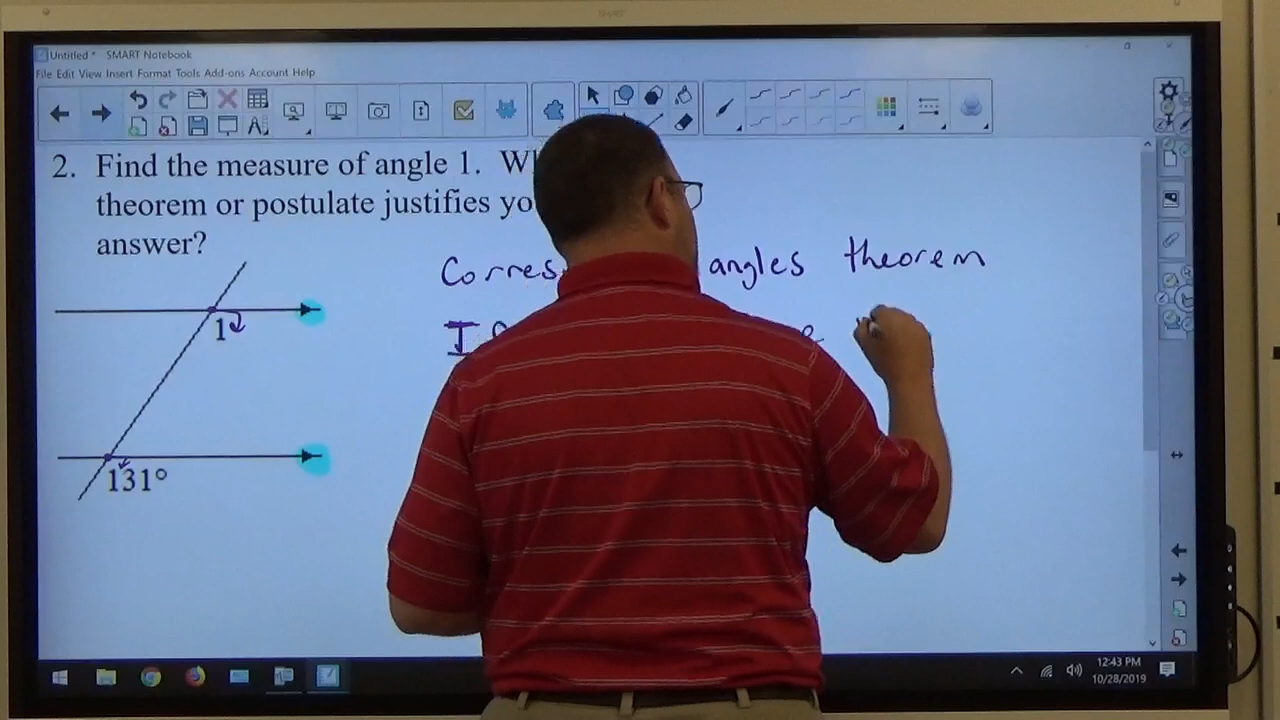 Untitled * SMART Notebook
File Edit View Insert Format Tools Add-ons Account Help
2. Find the measure of angle 1.
theorem or postulate justifies
answer?
angles theorem
1
131°
12:43 PM
10/28/2019